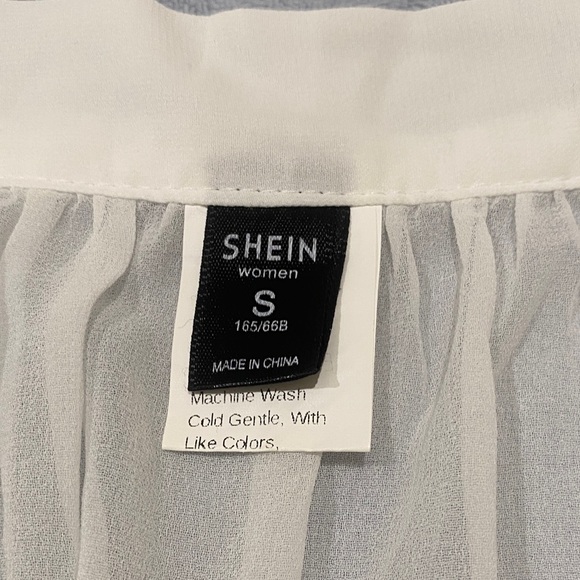 SHEIN
women
S
165/66B
MADE IN CHINA
Machine Wash
Cold Gentle, With
Like Colors,